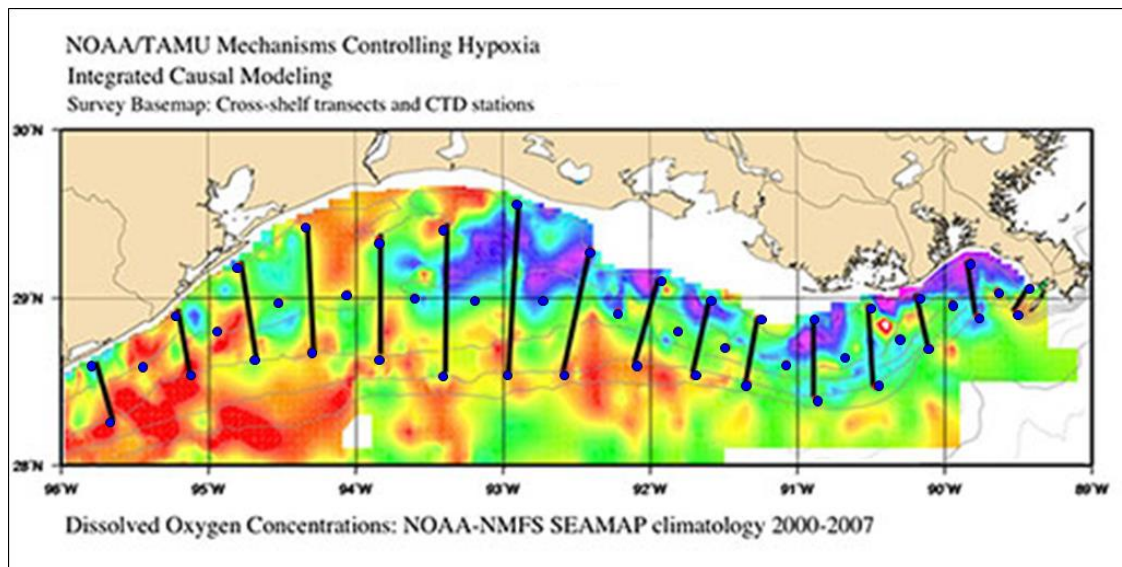 NOAA/TAMU Mechanisms Controlling Hypoxia
Integrated Causal Modeling
Survey Basemap: Cross-shelf transects and CTD stations
30°N
29°N
28°N
96°W 95°W 94°W 93°W 92°W 91°W 90°W 89°W
Dissolved Oxygen Concentrations: NOAA-NMFS SEAMAP climatology 2000-2007